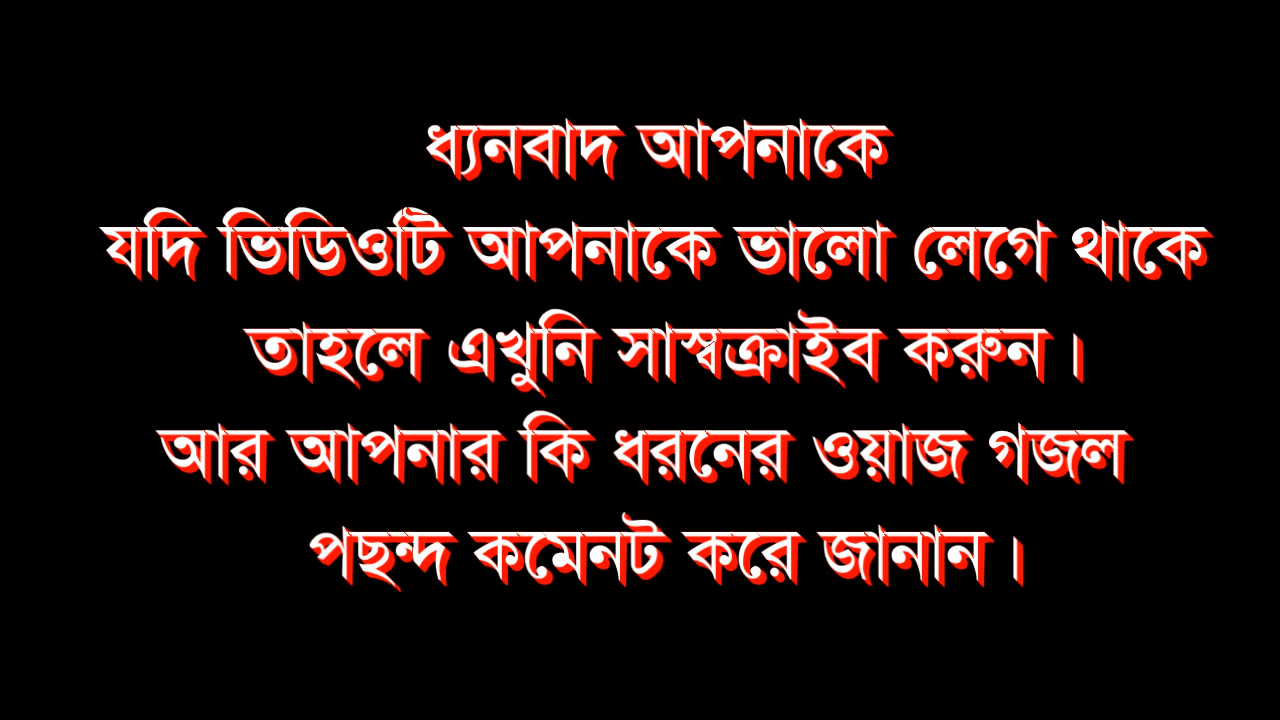 ধ্যনবাদ আপনাকে
যদি ভিডিওটি আপনাকে ভালো লেগে থাকে
তাহলে এখুনি সাস্বক্রাইব করুন।
আর আপনার কি ধরনের ওয়াজ গজল
পছন্দ কমেনট করে জানান।